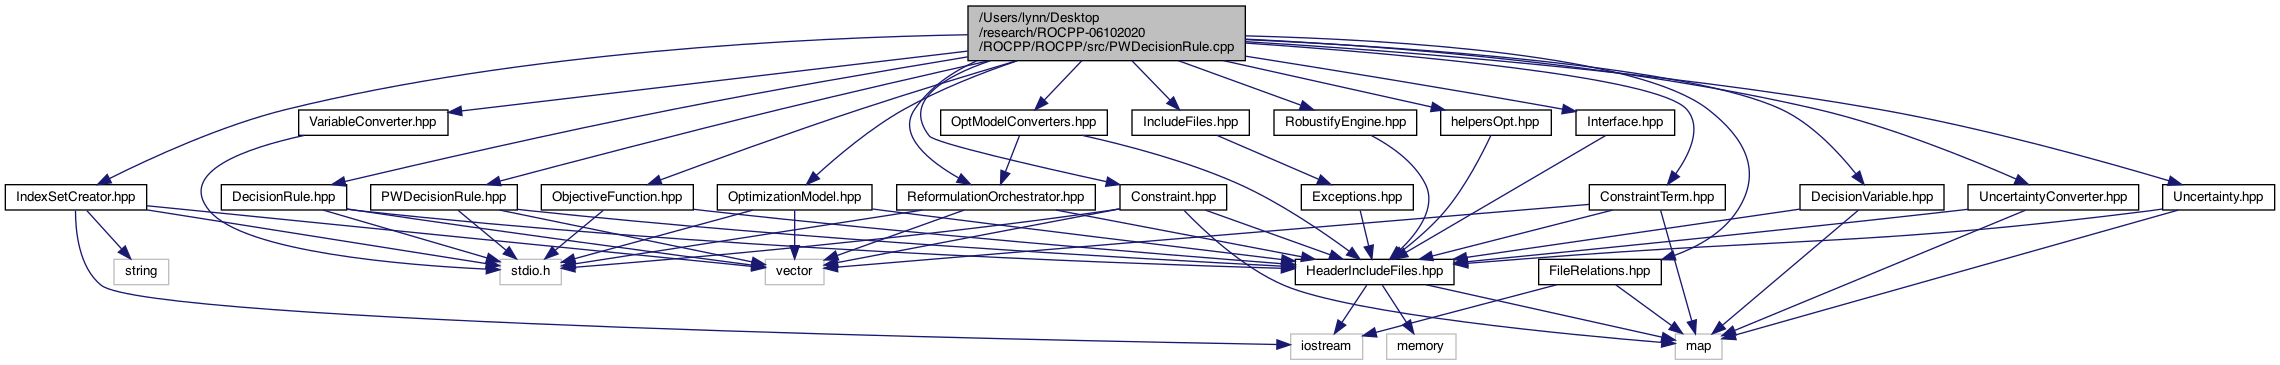 /Users/lynn/Desktop
/research/ROCPP-06102020
/ROCPP/ROCPP/src/PWDecisionRule.cpp
VariableConverter.hpp
OptModelConverters.hpp
IncludeFiles.hpp
RobustifyEngine.hpp
helpersOpt.hpp
Interface.hpp
IndexSetCreator.hpp
DecisionRule.hpp
PWDecisionRule.hpp
ObjectiveFunction.hpp
OptimizationModel.hpp
ReformulationOrchestrator.hpp
Constraint.hpp
Exceptions.hpp
ConstraintTerm.hpp
DecisionVariable.hpp
UncertaintyConverter.hpp
Uncertainty.hpp
string
stdio.h
vector
HeaderIncludeFiles.hpp
FileRelations.hpp
iostream
memory
map